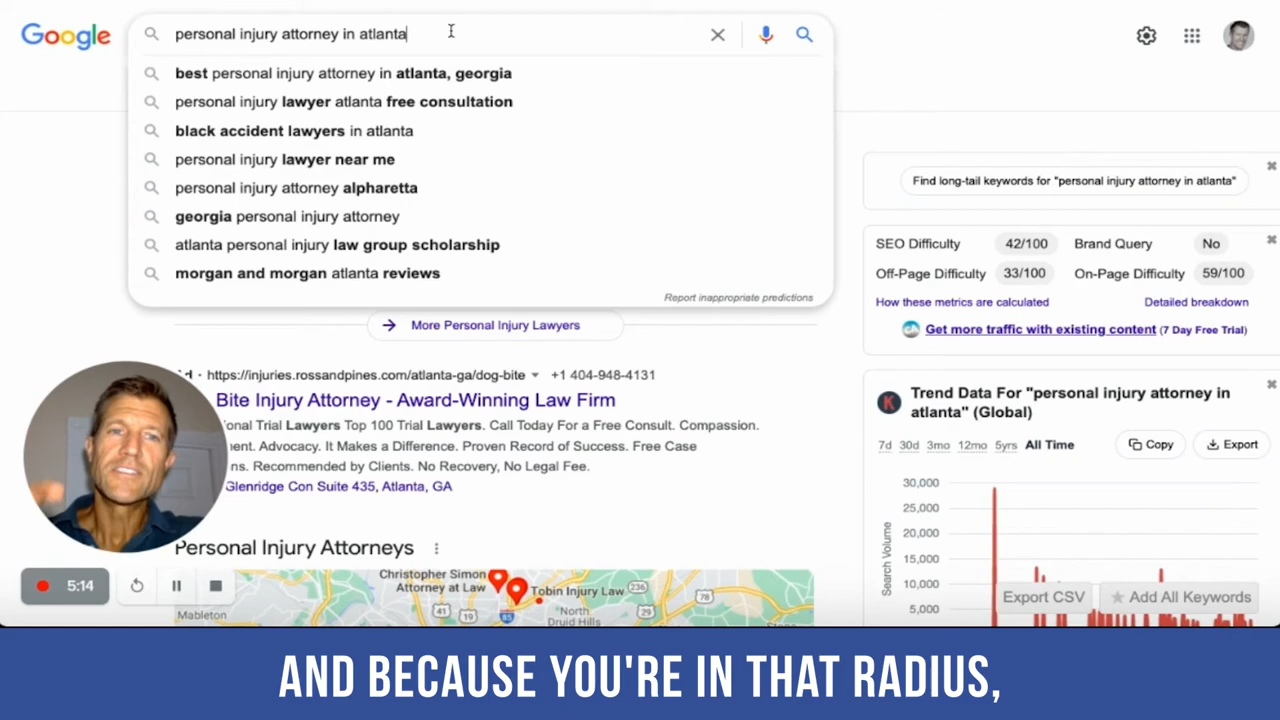 Google
personal injury attorney in atlanta
best personal injury attorney in atlanta, georgia
personal injury lawyer atlanta free consultation
black accident lawyers in atlanta
personal injury lawyer near me
personal injury attorney alpharetta
georgia personal injury attorney
atlanta personal injury law group scholarship
morgan and morgan atlanta reviews
Report inappropriate predictions
More Personal Injury Lawyers
https://injuries.rossandpines.com/atlanta-ga/dog-bite +1 404-948-4131
Bite Injury Attorney - Award-Winning Law Firm
onal Trial Lawyers Top 100 Trial Lawyers. Call Today For a Free Consult. Compassion.
ent. Advocacy. It Makes a Difference. Proven Record of Success. Free Case
ns. Recommended by Clients. No Recovery, No Legal Fee.
Glenridge Con Suite 435, Atlanta, GA
Personal Injury Attorneys
Christopher Simon
Attorney at Law
Tobin Injury Law
236
41
19
85
North
Druid Hills
29
78
Mableton
5:14
Find long-tail keywords for "personal injury attorney in atlanta"
SEO Difficulty 42/100 Brand Query No
Off-Page Difficulty 33/100 On-Page Difficulty 59/100
How these metrics are calculated Detailed breakdown
Get more traffic with existing content (7 Day Free Trial)
K
Trend Data For "personal injury attorney in
atlanta" (Global)
7d 30d 3mo 12mo 5yrs All Time Copy Export
30,000
25,000
20,000
15,000
10,000
5,000
Search Volume
Export CSV Add All Keywords
AND BECAUSE YOU'RE IN THAT RADIUS,